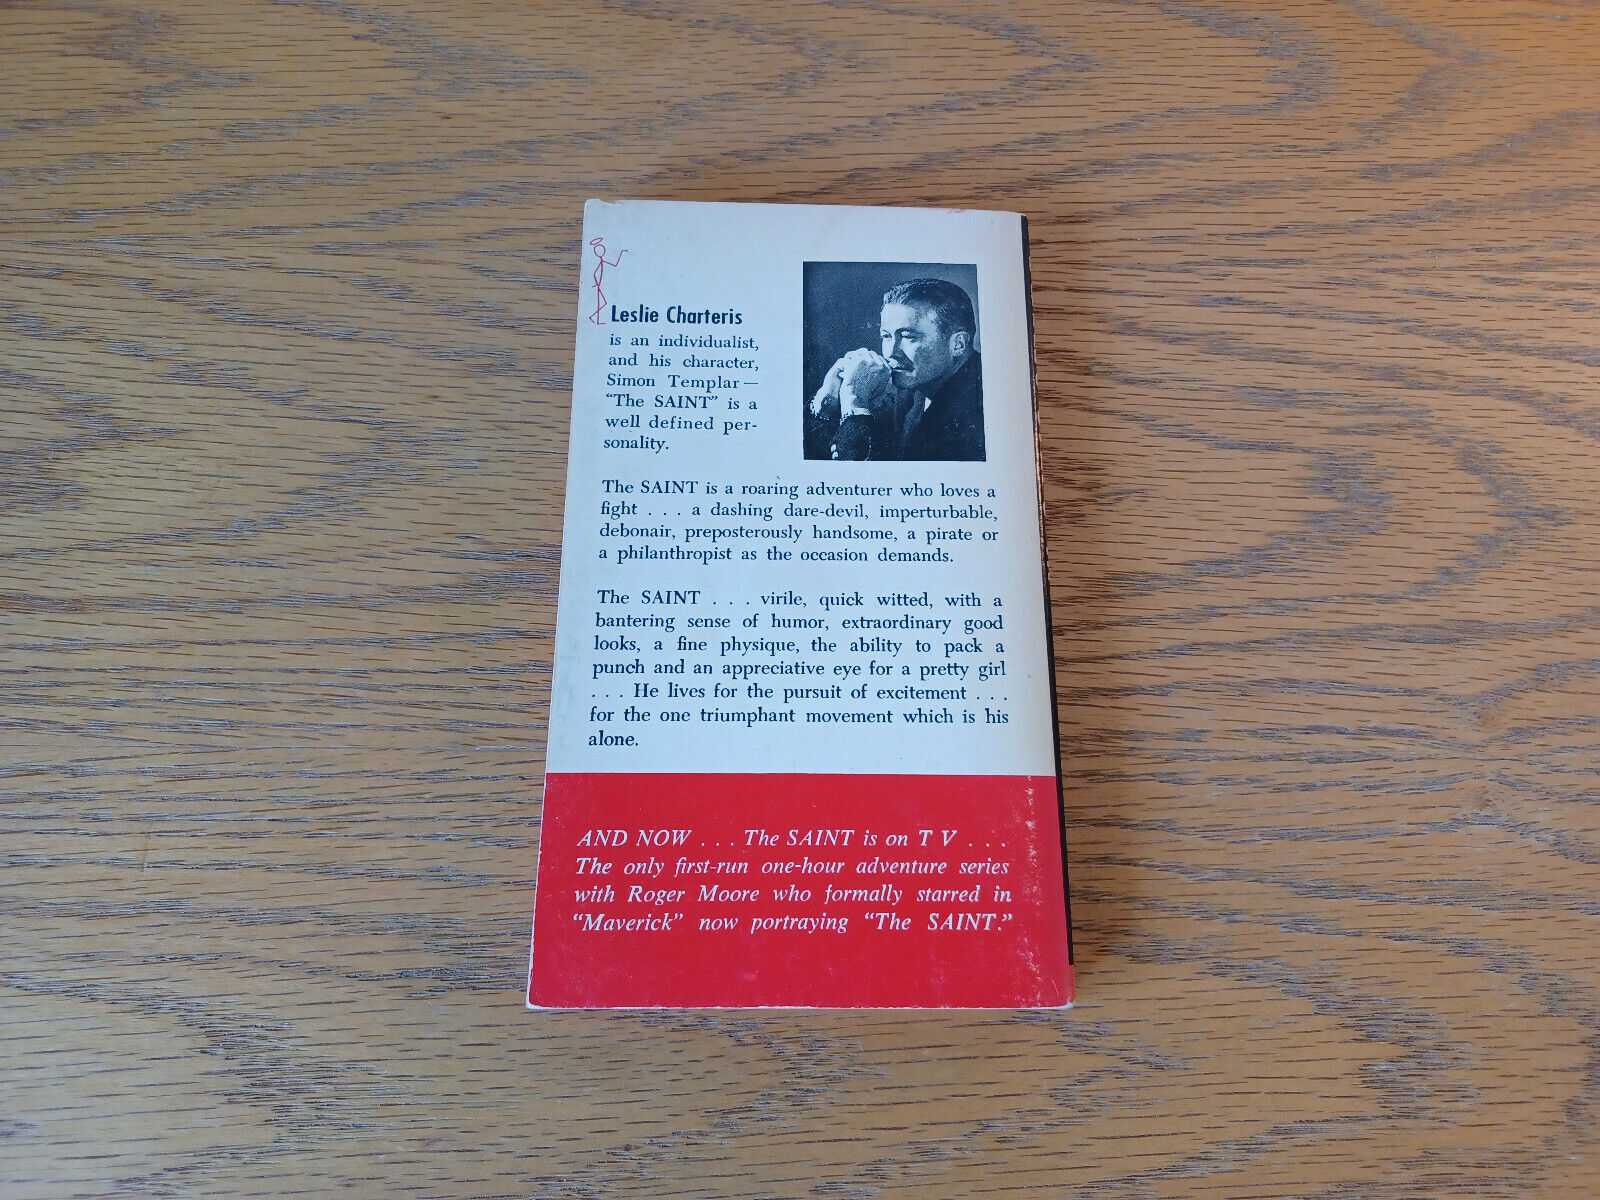 Leslie Charteris
is an individualist,
and his character,
Simon Templar—
"The SAINT" is a
well defined per-
sonality.
The SAINT is a roaring adventurer who loves a
fight . . . a dashing dare-devil, imperturbable,
debonair, preposterously handsome, a pirate or
a philanthropist as the occasion demands.
The SAINT . . . virile, quick witted, with a
bantering sense of humor, extraordinary good
looks, a fine physique, the ability to pack a
punch and an appreciative eye for a pretty girl
. . . He lives for the pursuit of excitement . . .
for the one triumphant movement which is his
alone.
AND NOW . . . The SAINT is on T V . . .
The only first-run one-hour adventure series
with Roger Moore who formally starred in
"Maverick" now portraying "The SAINT."